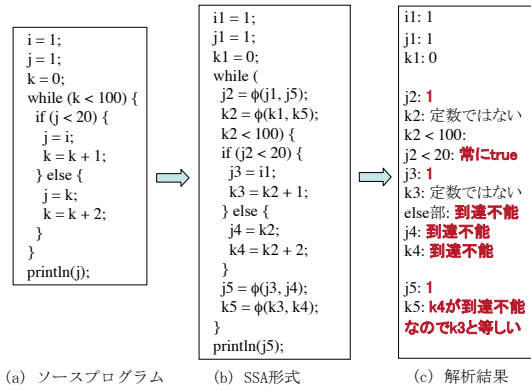 i = 1;
j = 1;
k = 0;
while (k < 100) {
if (j < 20) {
j = i;
k = k + 1;
} else {
j = k;
k = k + 2;
}
}
println(j);
(a) ソースプログラム
i1 = 1;
j1 = 1;
k1 = 0;
while (
j2 = ϕ(j1, j5);
k2 = ϕ(k1, k5);
k2 < 100) {
if (j2 < 20) {
j3 = i1;
k3 = k2 + 1;
} else {
j4 = k2;
k4 = k2 + 2;
}
j5 = ϕ(j3, j4);
k5 = ϕ(k3, k4);
}
println(j5);
(b) SSA形式
i1: 1
j1: 1
k1: 0
j2: 1
k2: 定数ではない
k2 < 100:
j2 < 20: 常にtrue
j3: 1
k3: 定数ではない
else部: 到達不能
j4: 到達不能
k4: 到達不能
j5: 1
k5: k4が到達不能
なのでk3と等しい
(c) 解析結果